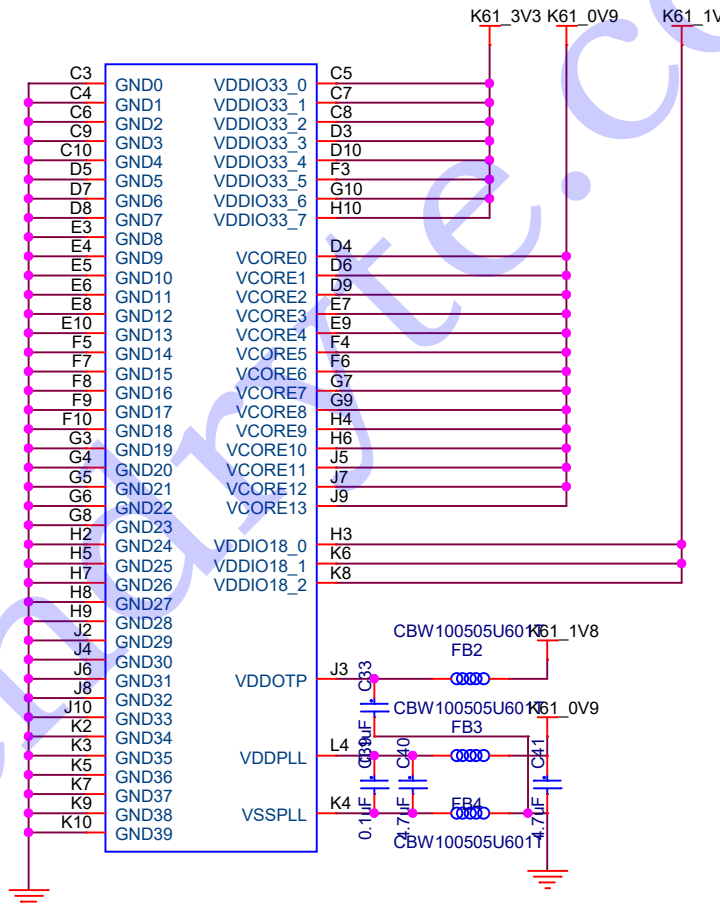 K61_3V3 K61_0V9 K61_1V
C3 GND0 VDDIO33_0 C5
C4 GND1 VDDIO33_1 C7
C6 GND2 VDDIO33_2 C8
C9 GND3 VDDIO33_3 D3
C10 GND4 VDDIO33_4 D10
D5 GND5 VDDIO33_5 F3
D7 GND6 VDDIO33_6 G10
D8 GND7 VDDIO33_7 H10
E3 GND8
E4 GND9 VCORE0 D4
E5 GND10 VCORE1 D6
E6 GND11 VCORE2 D9
E8 GND12 VCORE3 E7
E10 GND13 VCORE4 E9
F5 GND14 VCORE5 F4
F7 GND15 VCORE6 F6
F8 GND16 VCORE7 G7
F9 GND17 VCORE8 G9
F10 GND18 VCORE9 H4
G3 GND19 VCORE10 H6
G4 GND20 VCORE11 J5
G5 GND21 VCORE12 J7
G6 GND22 VCORE13 J9
G8 GND23
H2 GND24 VDDIO18_0 H3
H5 GND25 VDDIO18_1 K6
H7 GND26 VDDIO18_2 K8
H8 GND27
H9 GND28
J2 GND29
J4 GND30
J6 GND31 VDDOTP J3
J8 GND32
J10 GND33
K2 GND34
K3 GND35 VDDPLL L4
K5 GND36
K7 GND37
K9 GND38 VSSPLL K4
K10 GND39
CBW100505U601T K61_1V8
FB2
C33
CBW100505U601T K61_0V9
FB3
C39 C40 C41
0.1uF 4.7uF 4.7uF
FB4
CBW100505U601T